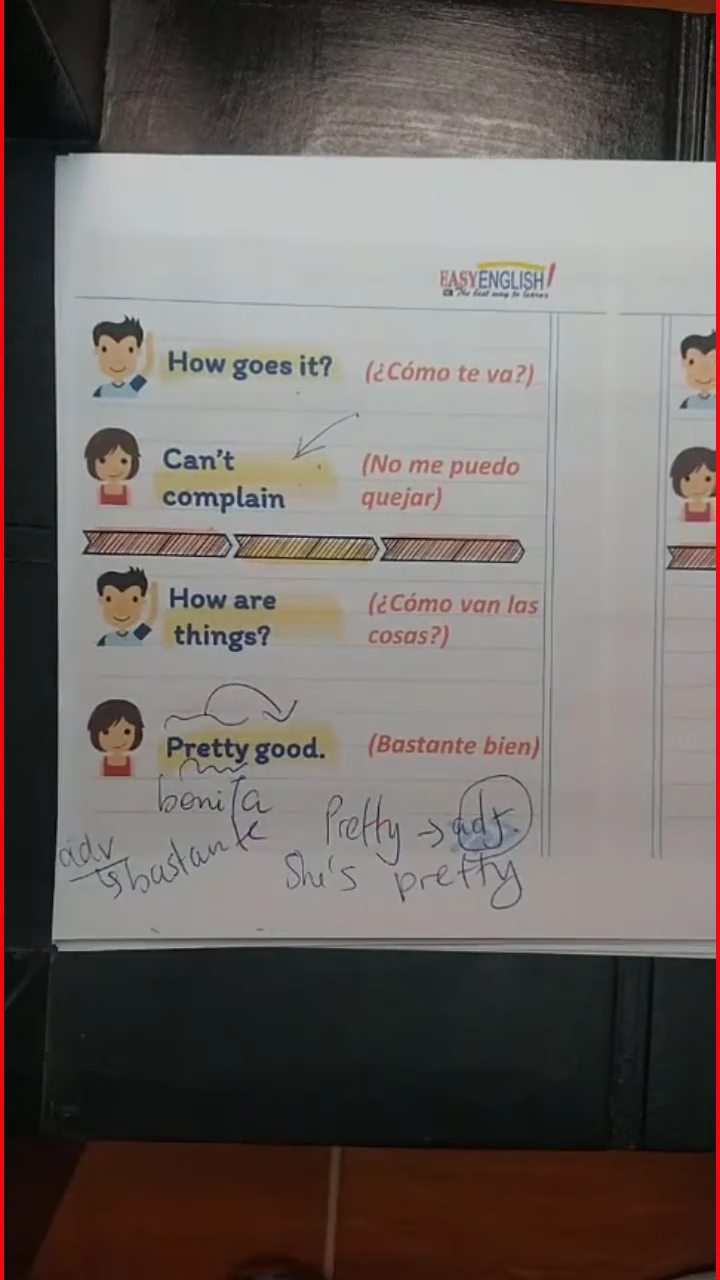 EASYENGLISH!
The best way to learn
How goes it? (¿Cómo te va?)
Can't (No me puedo
complain quejar)
How are (¿Cómo van las
things? cosas?)
Pretty good. (Bastante bien)
bonita
Pretty → adj.
adv
↳ bastante
She's pretty